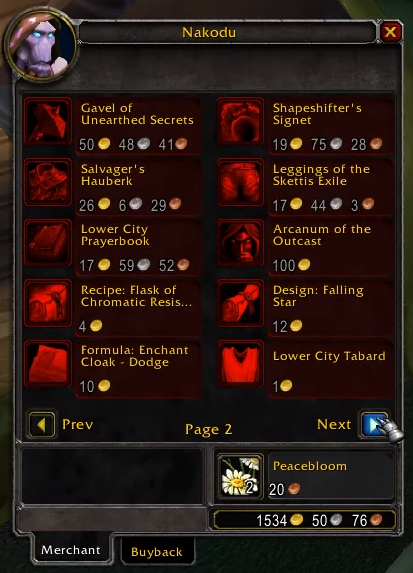 Nakodu
Gavel of
Unearthed Secrets
50 48 41
Shapeshifter's
Signet
19 75 28
Salvager's
Hauberk
26 6 29
Leggings of the
Skettis Exile
17 44 3
Lower City
Prayerbook
17 59 52
Arcanum of the
Outcast
100
Recipe: Flask of
Chromatic Resis...
4
Design: Falling
Star
12
Formula: Enchant
Cloak - Dodge
10
Lower City Tabard
1
Prev
Page 2
Next
2
Peacebloom
20
1534 50 76
Merchant
Buyback